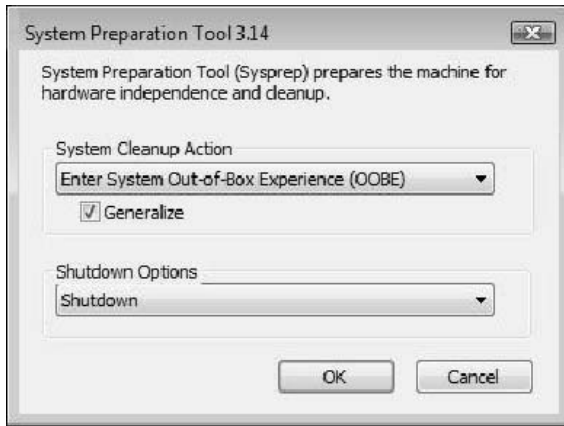 System Preparation Tool 3.14
System Preparation Tool (Sysprep) prepares the machine for
hardware independence and cleanup.
System Cleanup Action
Enter System Out-of-Box Experience (OOBE)
Generalize
Shutdown Options
Shutdown
OK
Cancel